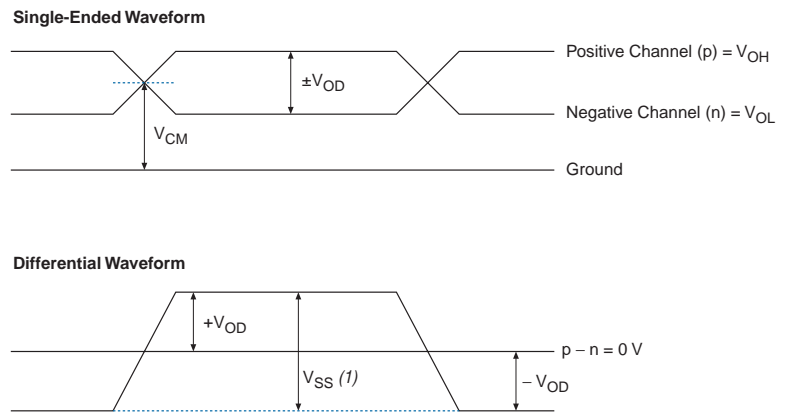 Single-Ended Waveform
Positive Channel (p) = VOH
±VOD
Negative Channel (n) = VOL
VCM
Ground
Differential Waveform
+VOD
p − n = 0 V
VSS (1)
− VOD